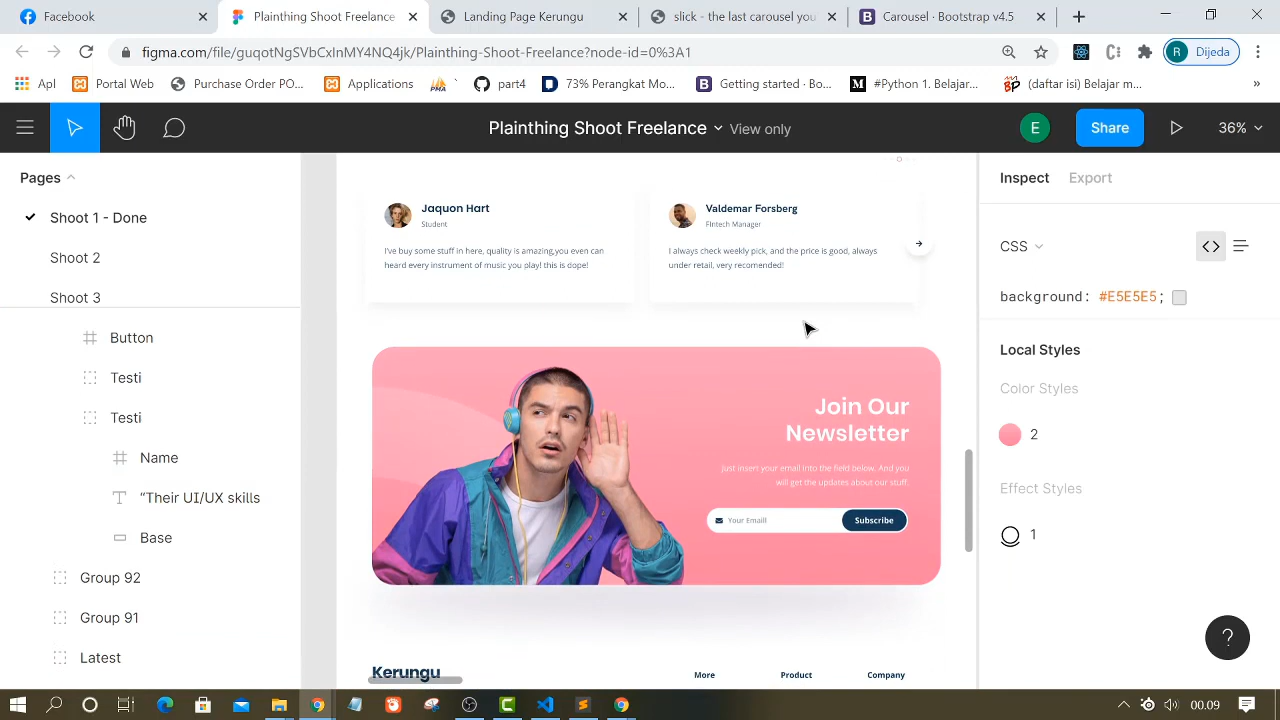 Facebook
Plainthing Shoot Freelance
Landing Page Kerungu
slick - the last carousel you'
Carousel · Bootstrap v4.5
figma.com/file/guqotNgSVbCxInMY4NQ4jk/Plainthing-Shoot-Freelance?node-id=0%3A1
Dijeda
Apl
Portal Web
Purchase Order PO...
Applications
part4
73% Perangkat Mo...
Getting started · Bo...
#Python 1. Belajar...
(daftar isi) Belajar m...
»
Plainthing Shoot Freelance
View only
E
Share
36%
Pages
Shoot 1 - Done
Shoot 2
Shoot 3
Button
Testi
Testi
Name
“Their UI/UX skills
Base
Group 92
Group 91
Latest
Jaquon Hart
Student
I've buy some stuff in here, quality is amazing,you even can
heard every instrument of music you play! this is dope!
Valdemar Forsberg
Fintech Manager
I always check weekly pick, and the price is good, always
under retail, very recomended!
Join Our
Newsletter
Just insert your email into the field below, And you
will get the updates about our stuff.
Your Emaill
Subscribe
Kerungu
More
Product
Company
Inspect
Export
CSS
background: #E5E5E5;
Local Styles
Color Styles
2
Effect Styles
1
?
00.09